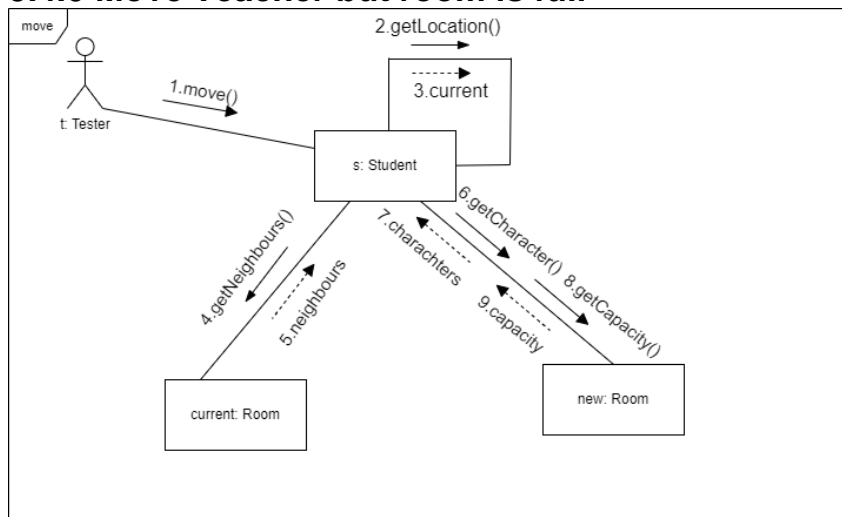 move
2.getLocation()
3.current
1.move()
t: Tester
s: Student
4.getNeighbours()
5.neighbours
6.getCharacter()
7.charachters
8.getCapacity()
9.capacity
current: Room
new: Room